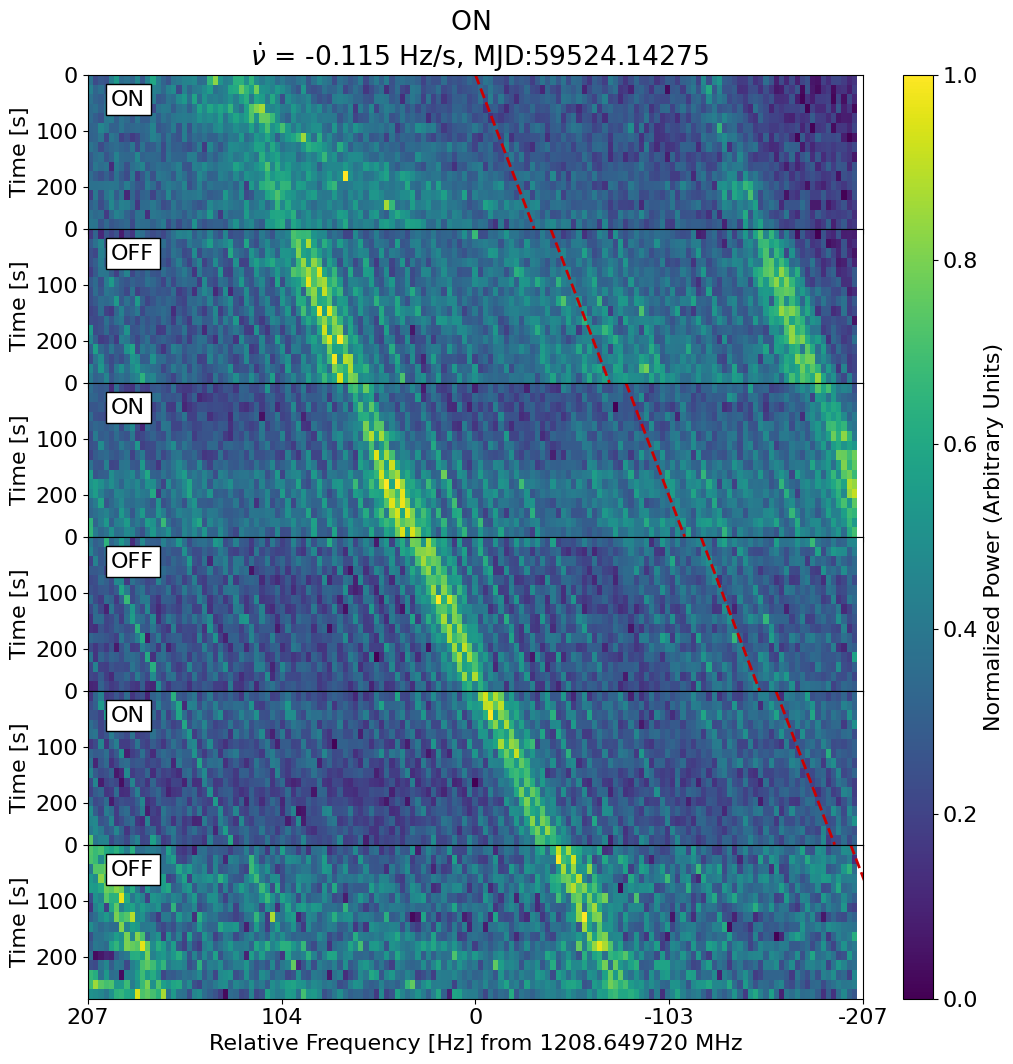 ON
ν̇ = -0.115 Hz/s, MJD:59524.14275
0
ON
100
Time [s]
200
0
OFF
100
Time [s]
200
0
ON
100
Time [s]
200
0
OFF
100
Time [s]
200
0
ON
100
Time [s]
200
0
OFF
100
Time [s]
200
207 104 0 -103 -207
Relative Frequency [Hz] from 1208.649720 MHz
1.0
0.8
0.6
0.4
0.2
0.0
Normalized Power (Arbitrary Units)